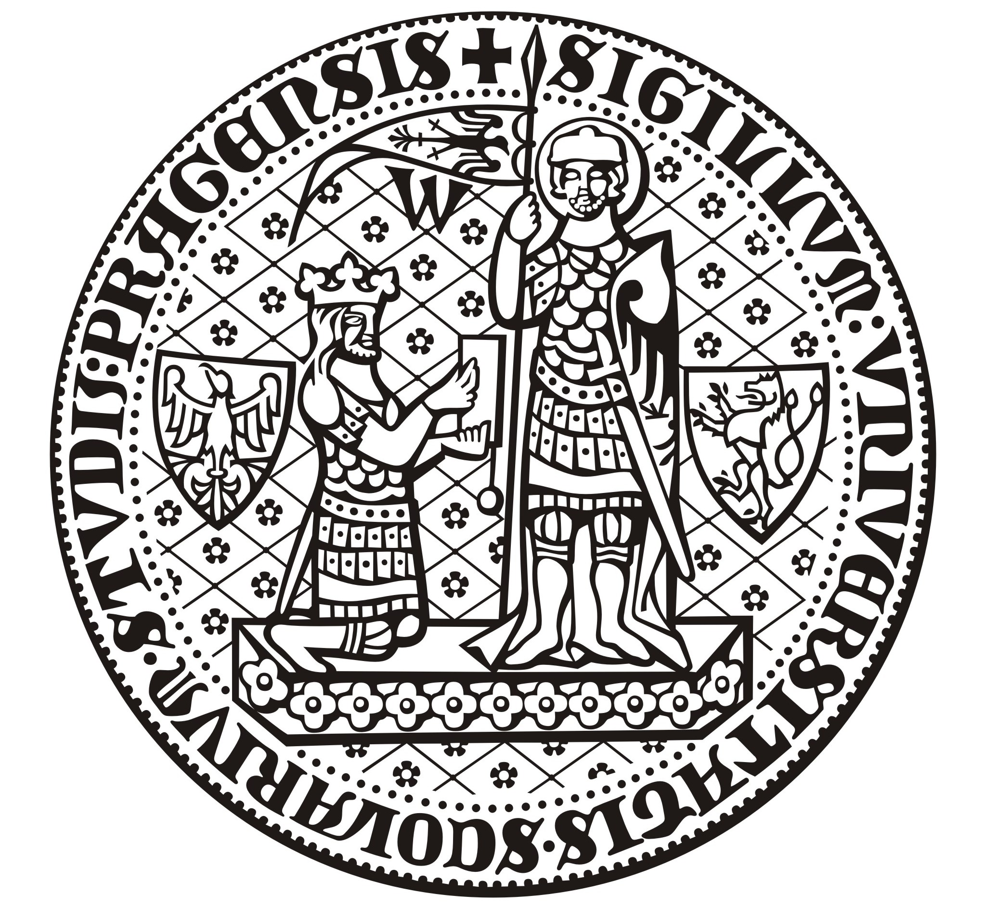 ✠ SIGILLVM : VNIVERSITATIS · SCOLARIVM · STVDII : PRAGENSIS
W